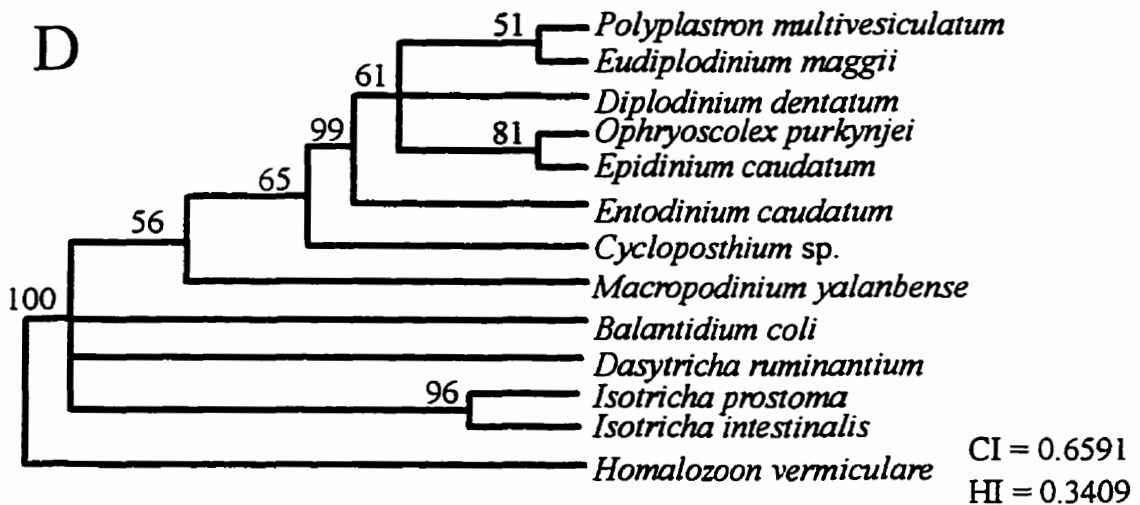 D
51 Polyplastron multivesiculatum
Eudiplodinium maggii
61 Diplodinium dentatum
81 Ophryoscolex purkynjei
99 Epidinium caudatum
65 Entodinium caudatum
56 Cycloposthium sp.
Macropodinium yalanbense
100 Balantidium coli
Dasytricha ruminantium
96 Isotricha prostoma
Isotricha intestinalis
Homalozoon vermiculare
CI = 0.6591
HI = 0.3409